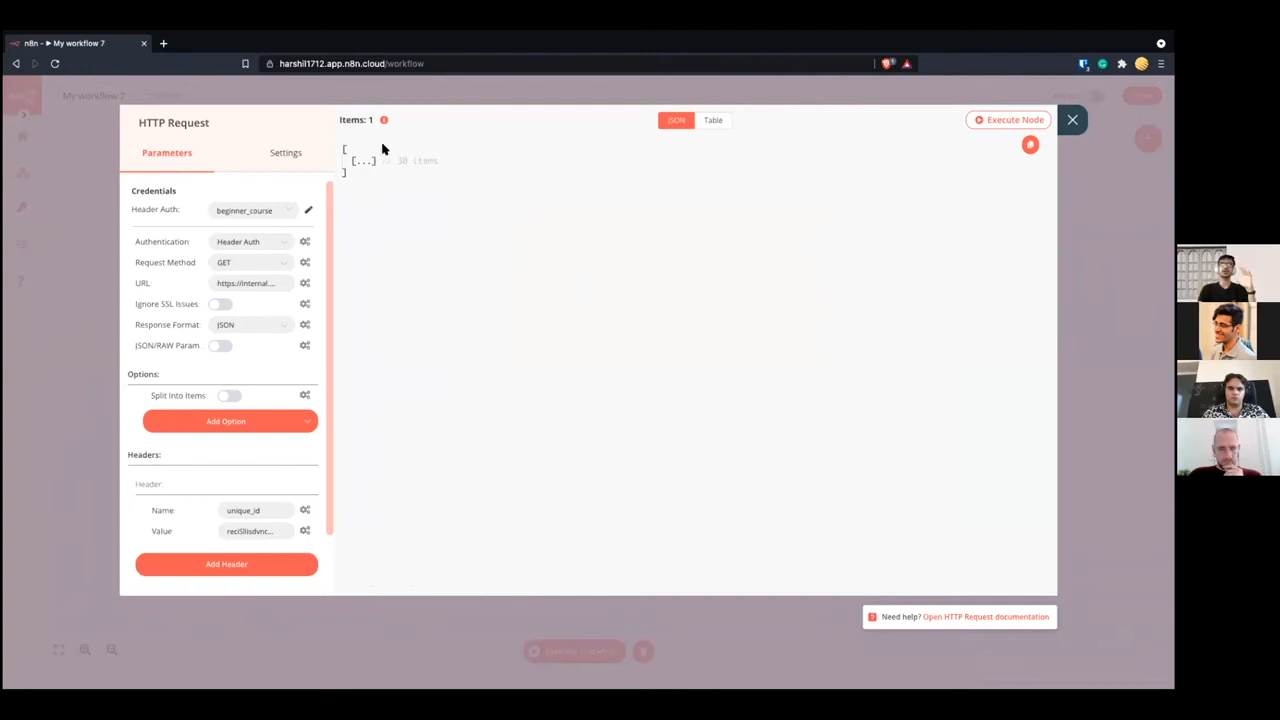 n8n - ▶ My workflow 7
harshil1712.app.n8n.cloud/workflow
My workflow 7
HTTP Request
Items: 1
JSON
Table
Execute Node
Parameters
Settings
[
[...] // 30 items
]
Credentials
Header Auth:
beginner_course
Authentication:
Header Auth
Request Method:
GET
URL
https://internal....
Ignore SSL Issues:
Response Format:
JSON
JSON/RAW Param...
Options:
Split Into Items:
Add Option
Headers:
Header:
Name:
unique_id
Value:
Add Header
Need help? Open HTTP Request documentation